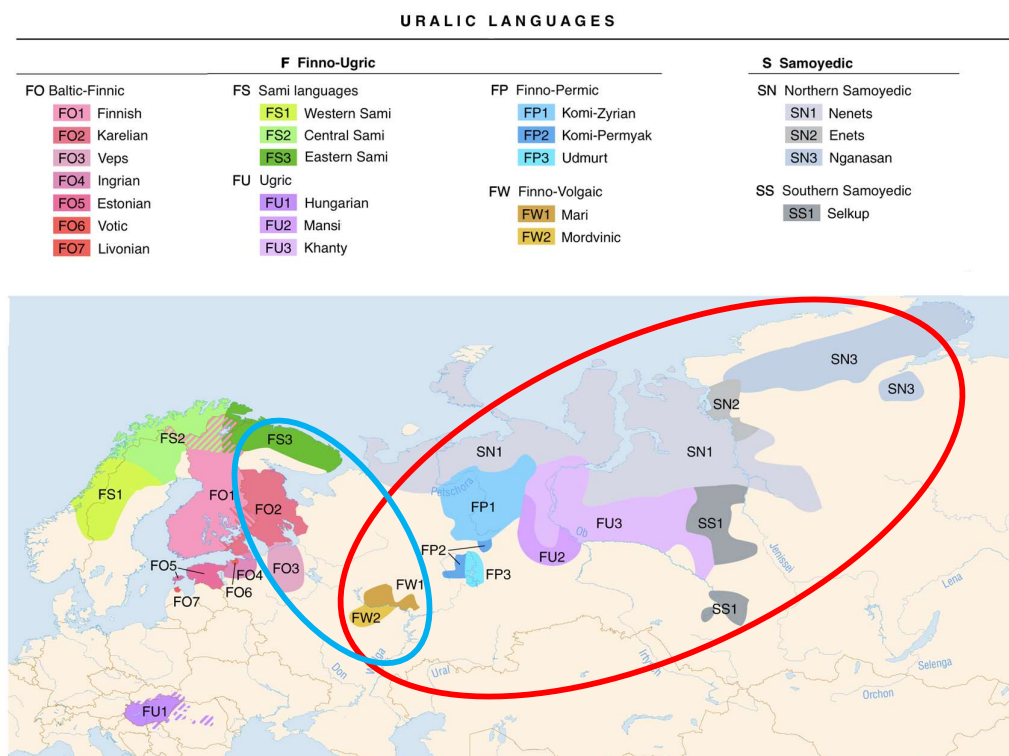 URALIC LANGUAGES
F Finno-Ugric
S Samoyedic
FO Baltic-Finnic
FO1 Finnish
FO2 Karelian
FO3 Veps
FO4 Ingrian
FO5 Estonian
FO6 Votic
FO7 Livonian
FS Sami languages
FS1 Western Sami
FS2 Central Sami
FS3 Eastern Sami
FU Ugric
FU1 Hungarian
FU2 Mansi
FU3 Khanty
FP Finno-Permic
FP1 Komi-Zyrian
FP2 Komi-Permyak
FP3 Udmurt
FW Finno-Volgaic
FW1 Mari
FW2 Mordvinic
SN Northern Samoyedic
SN1 Nenets
SN2 Enets
SN3 Nganasan
SS Southern Samoyedic
SS1 Selkup
SN3
SN3
SN2
FS2
FS3
SN1
SN1
FS1
FO1
Petschora
FO2
FP1
FU3
SS1
Ob
FP2
FU2
Jenissei
FO5
FO4
FO3
FP3
FO6
FW1
Lena
FO7
FW2
SS1
Don
Wolga
Ural
Irtysch
Selenga
Orchon
FU1